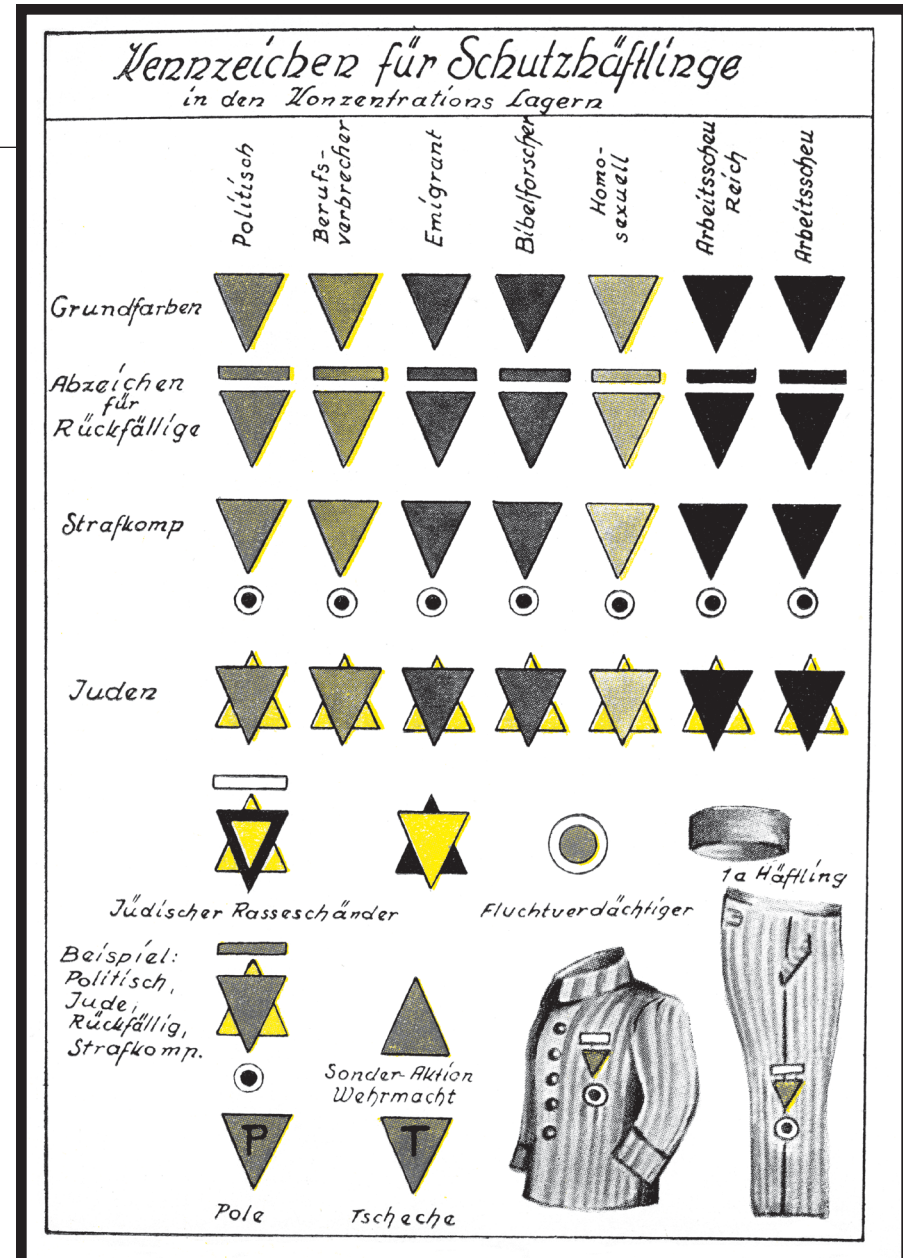 Kennzeichen für Schutzhäftlinge
in den Konzentrations Lagern
Politisch
Berufs-
verbrecher
Emigrant
Bibelforscher
Homo-
sexuell
Arbeitsscheu
Reich
Arbeitsscheu
Grundfarben
Abzeichen
für
Rückfällige
Strafkomp
Juden
Jüdischer Rasseschänder
Fluchtverdächtiger
1a Häftling
Beispiel:
Politisch,
Jude,
Rückfällig,
Strafkomp.
Sonder-Aktion
Wehrmacht
P
T
Pole
Tscheche